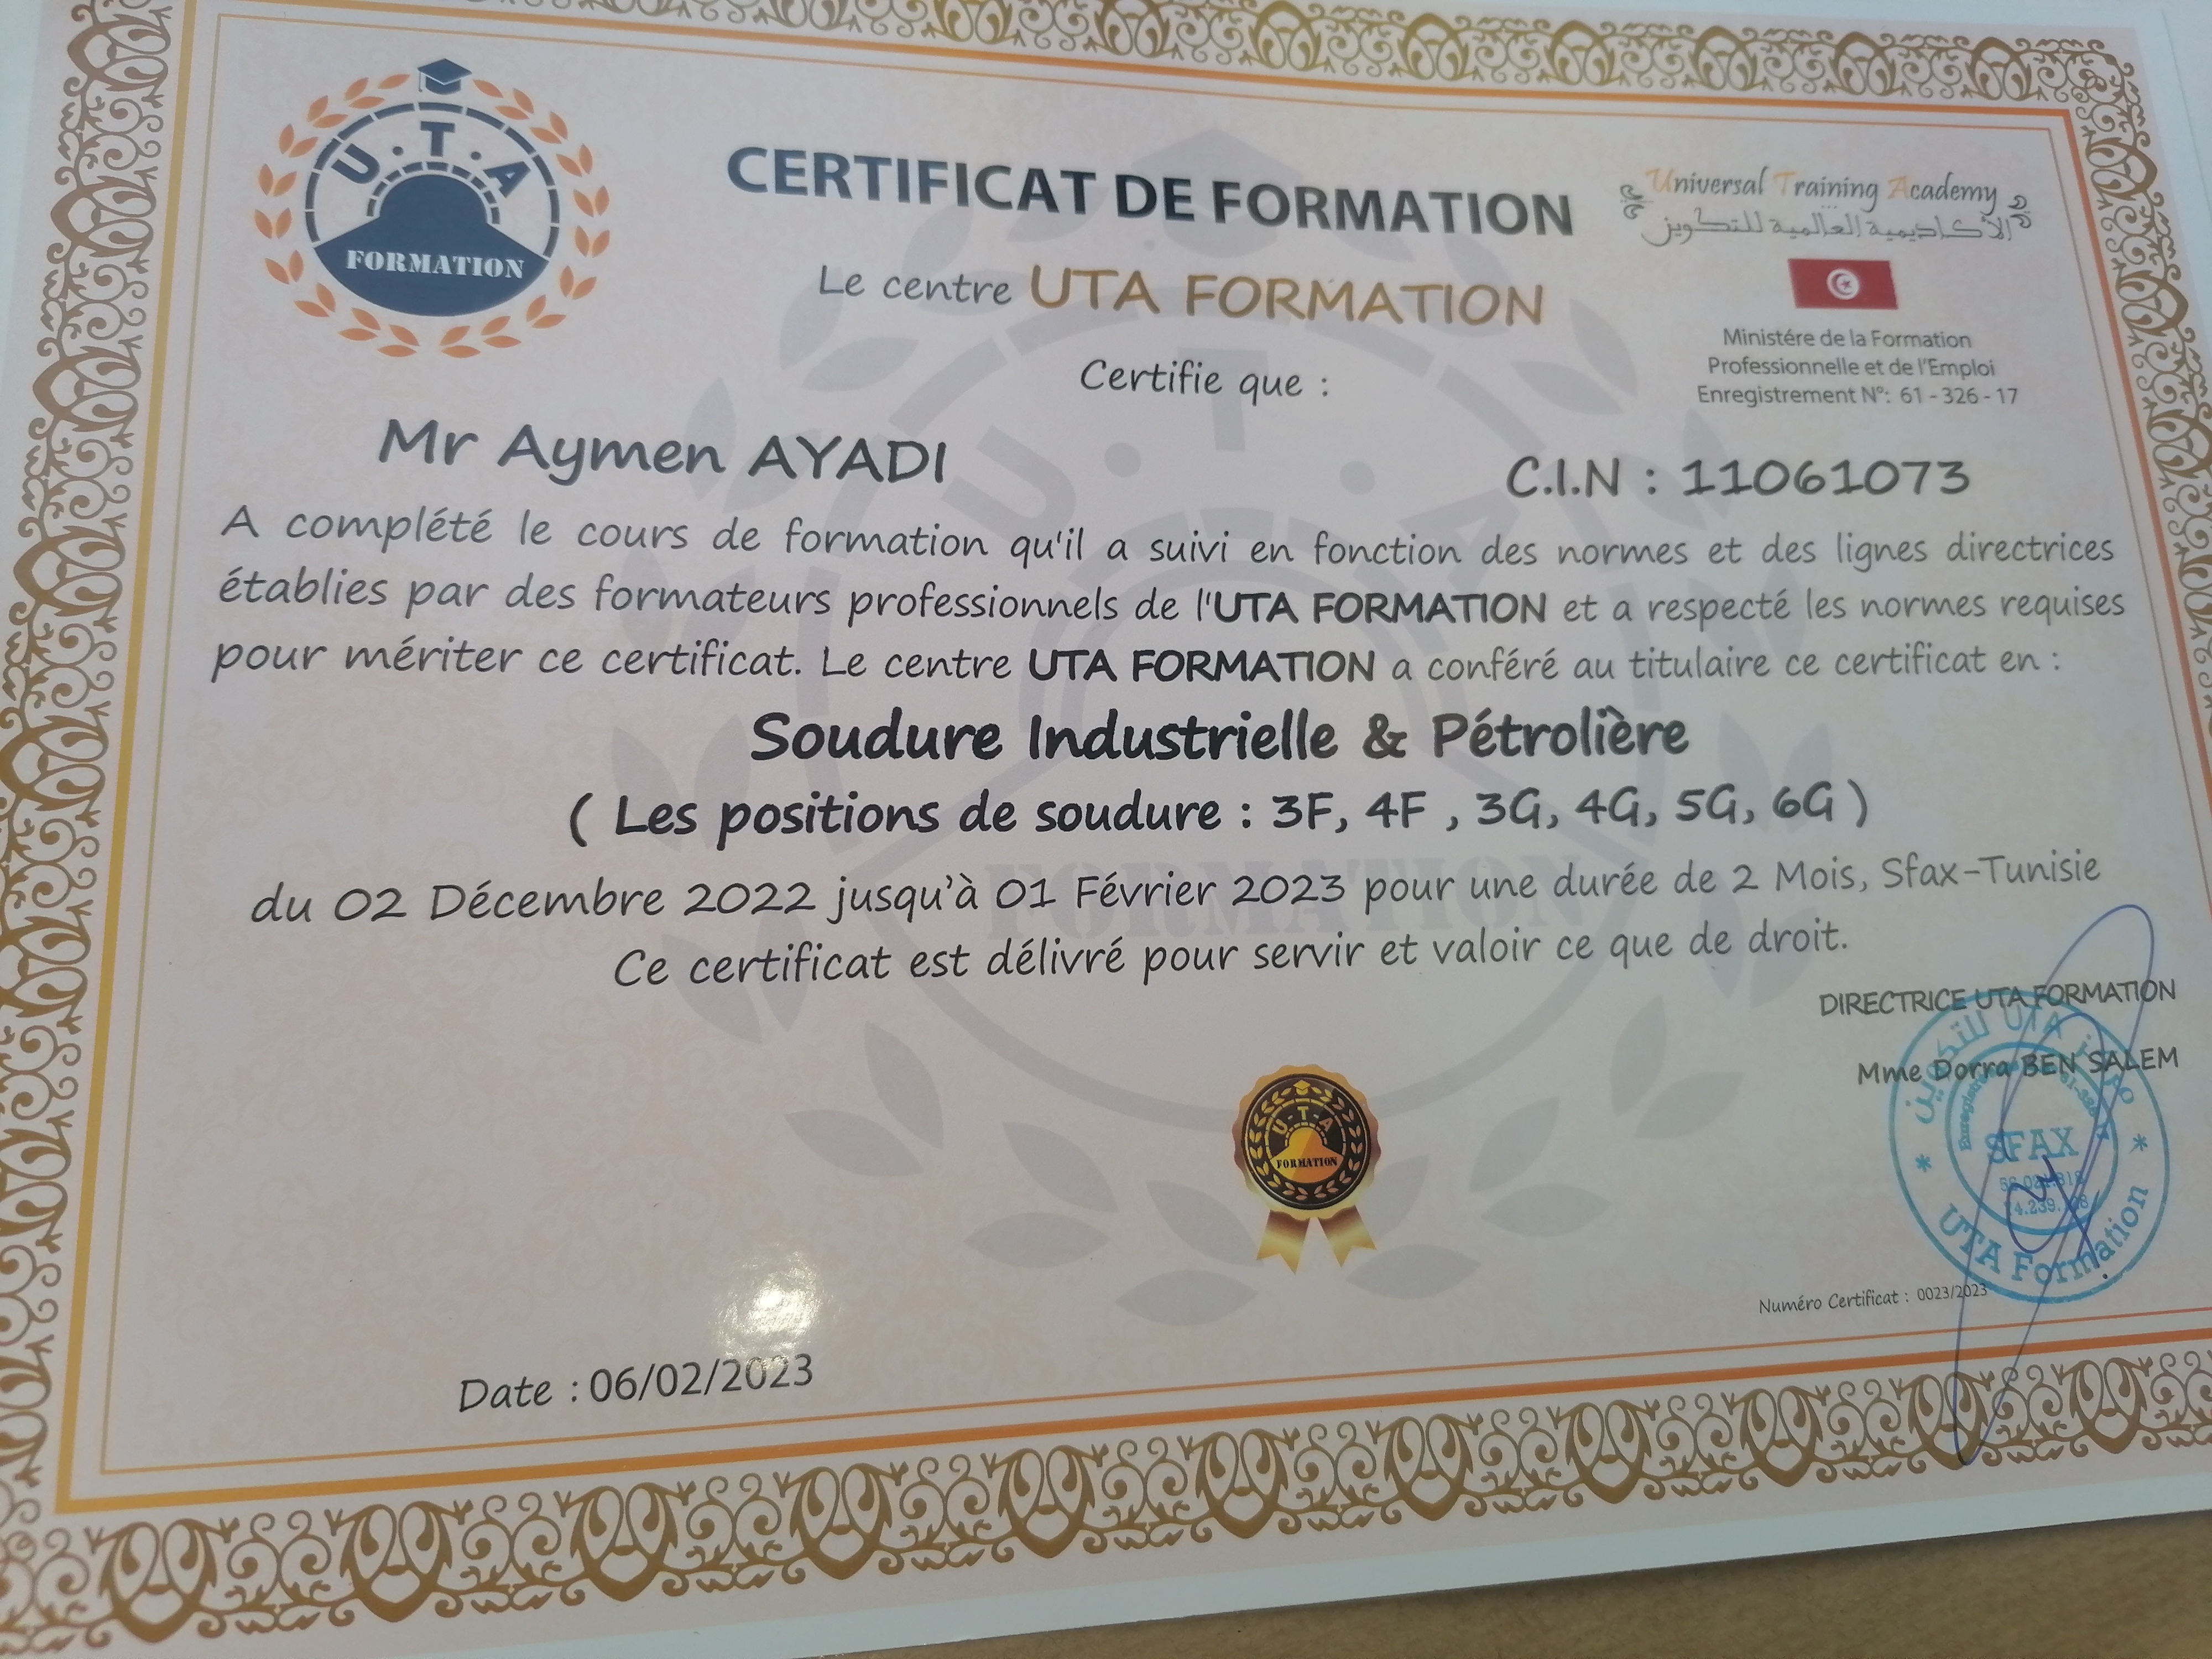 U.T.A
FORMATION
CERTIFICAT DE FORMATION
Universal Training Academy
الأكاديمية العالمية للتكوين
Le centre UTA FORMATION
Ministére de la Formation
Professionnelle et de l'Emploi
Enregistrement N°: 61 - 326 - 17
Certifie que :
Mr Aymen AYADI
C.I.N : 11061073
A complété le cours de formation qu'il a suivi en fonction des normes et des lignes directrices
établies par des formateurs professionnels de l'UTA FORMATION et a respecté les normes requises
pour mériter ce certificat. Le centre UTA FORMATION a conféré au titulaire ce certificat en :
Soudure Industrielle & Pétrolière
( Les positions de soudure : 3F, 4F , 3G, 4G, 5G, 6G )
du 02 Décembre 2022 jusqu'à 01 Février 2023 pour une durée de 2 Mois, Sfax-Tunisie
Ce certificat est délivré pour servir et valoir ce que de droit.
DIRECTRICE UTA FORMATION
Mme Dorra BEN SALEM
UTA للتكوين
SFAX
UTA Formation
U.T.A
FORMATION
Numéro Certificat : 0023/2023
Date : 06/02/2023